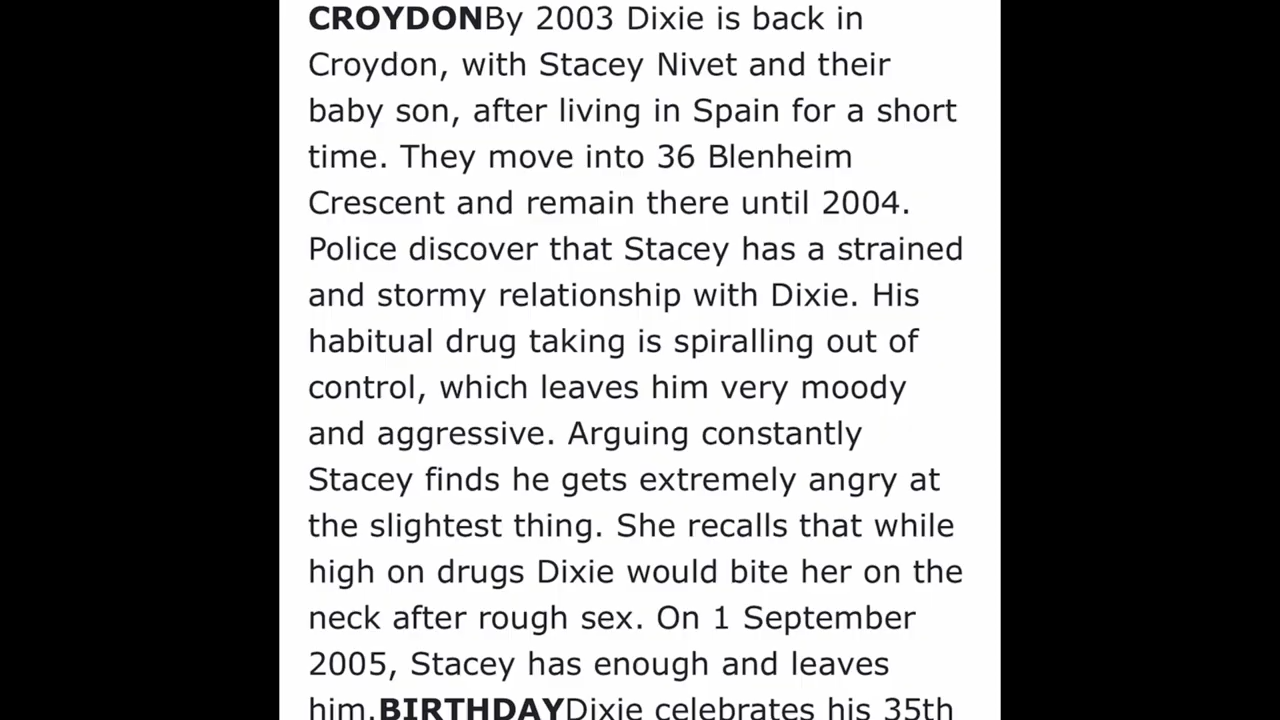 CROYDONBy 2003 Dixie is back in
Croydon, with Stacey Nivet and their
baby son, after living in Spain for a short
time. They move into 36 Blenheim
Crescent and remain there until 2004.
Police discover that Stacey has a strained
and stormy relationship with Dixie. His
habitual drug taking is spiralling out of
control, which leaves him very moody
and aggressive. Arguing constantly
Stacey finds he gets extremely angry at
the slightest thing. She recalls that while
high on drugs Dixie would bite her on the
neck after rough sex. On 1 September
2005, Stacey has enough and leaves
him.BIRTHDAYDixie celebrates his 35th